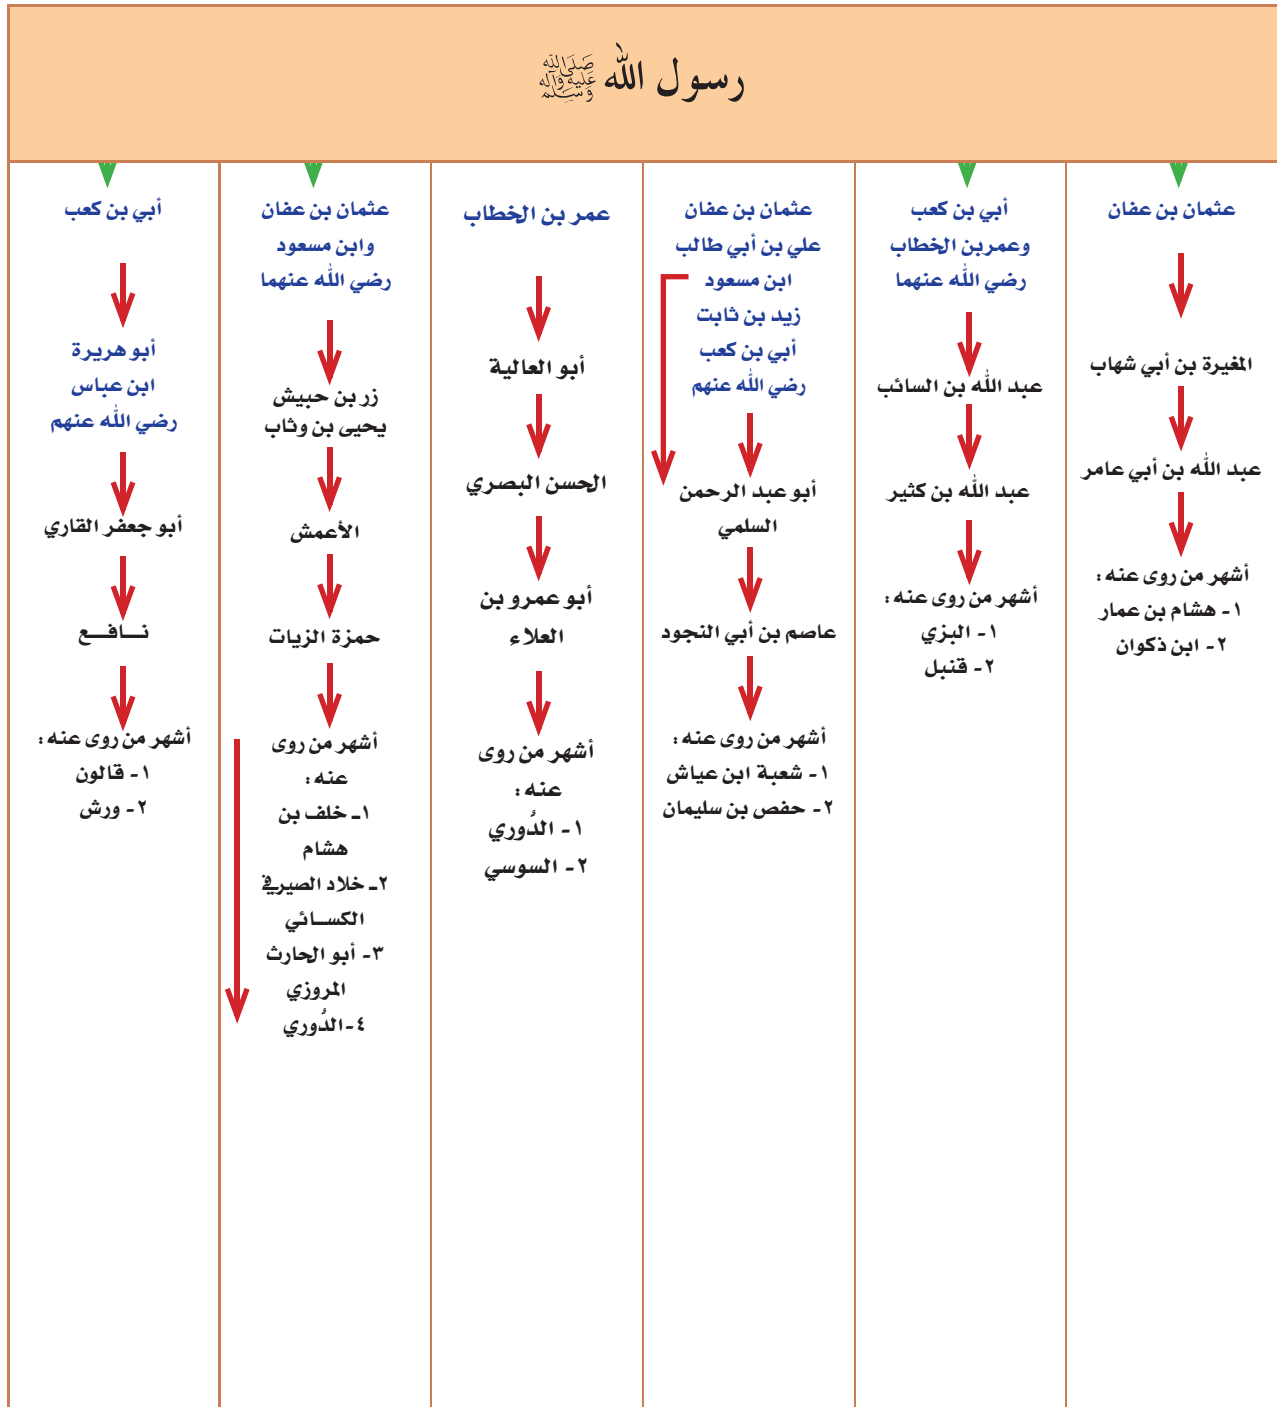 رسول الله ﷺ
عثمان بن عفان
المغيرة بن أبي شهاب
عبد الله بن أبي عامر
أشهر من روى عنه :
١- هشام بن عمار
٢- ابن ذكوان
أبي بن كعب
وعمربن الخطاب
رضي الله عنهما
عبد الله بن السائب
عبد الله بن كثير
أشهر من روى عنه :
١- البزي
٢- قنبل
عثمان بن عفان
علي بن أبي طالب
ابن مسعود
زيد بن ثابت
أبي بن كعب
رضي الله عنهم
أبو عبد الرحمن
السلمي
عاصم بن أبي النجود
أشهر من روى عنه :
١- شعبة ابن عياش
٢- حفص بن سليمان
عمر بن الخطاب
أبو العالية
الحسن البصري
أبو عمرو بن
العلاء
أشهر من روى
عنه :
١- الدُوري
٢- السوسي
عثمان بن عفان
وابن مسعود
رضي الله عنهما
زر بن حبيش
يحيى بن وثاب
الأعمش
حمزة الزيات
أشهر من روى
عنه :
١ـ خلف بن
هشام
٢ـ خلاد الصيرفي
الكســائي
٣- أبو الحارث
المروزي
٤-الدُوري
أبي بن كعب
أبو هريرة
ابن عباس
رضي الله عنهم
أبو جعفر القاري
نــافــع
أشهر من روى عنه :
١- قالون
٢- ورش